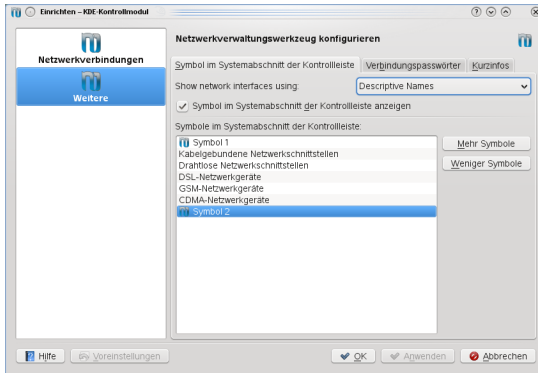 Einrichten – KDE-Kontrollmodul
Netzwerkverbindungen
Weitere
Netzwerkverwaltungswerkzeug konfigurieren
Symbol im Systemabschnitt der Kontrollleiste
Verbindungspasswörter
Kurzinfos
Show network interfaces using:
Descriptive Names
Symbol im Systemabschnitt der Kontrollleiste anzeigen
Symbole im Systemabschnitt der Kontrollleiste:
Symbol 1
Kabelgebundene Netzwerkschnittstellen
Drahtlose Netzwerkschnittstellen
DSL-Netzwerkgeräte
GSM-Netzwerkgeräte
CDMA-Netzwerkgeräte
Symbol 2
Mehr Symbole
Weniger Symbole
Hilfe
Voreinstellungen
OK
Anwenden
Abbrechen